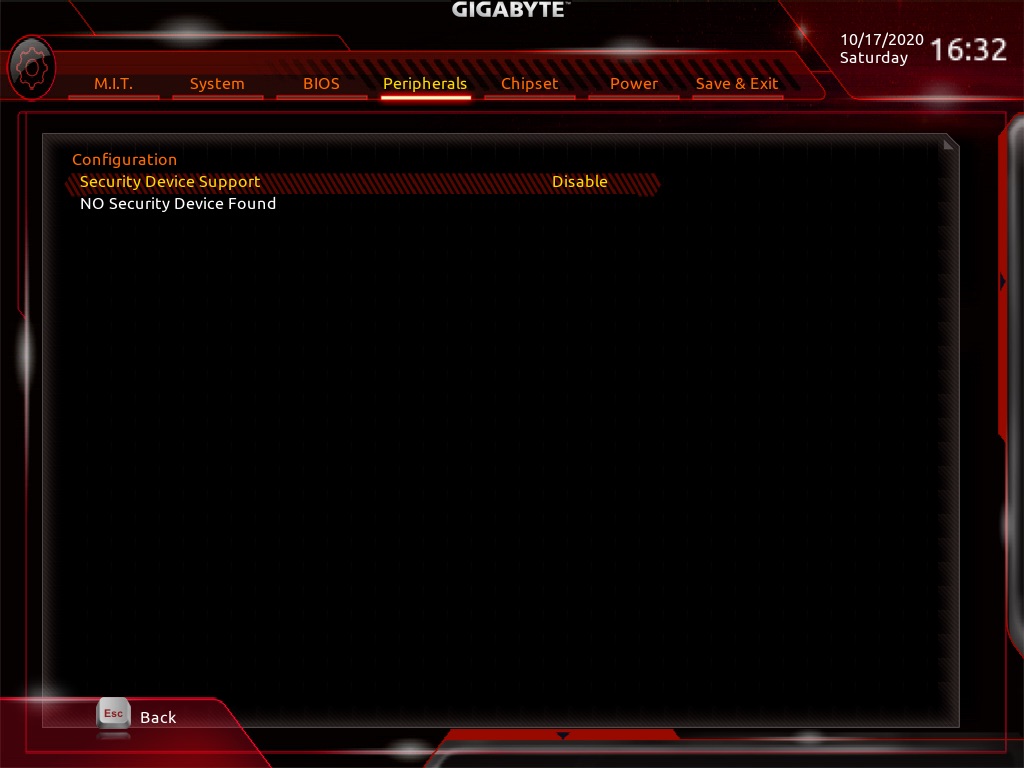 GIGABYTE™
10/17/2020 16:32
Saturday
M.I.T. System BIOS Peripherals Chipset Power Save & Exit
Configuration
Security Device Support Disable
NO Security Device Found
Esc Back